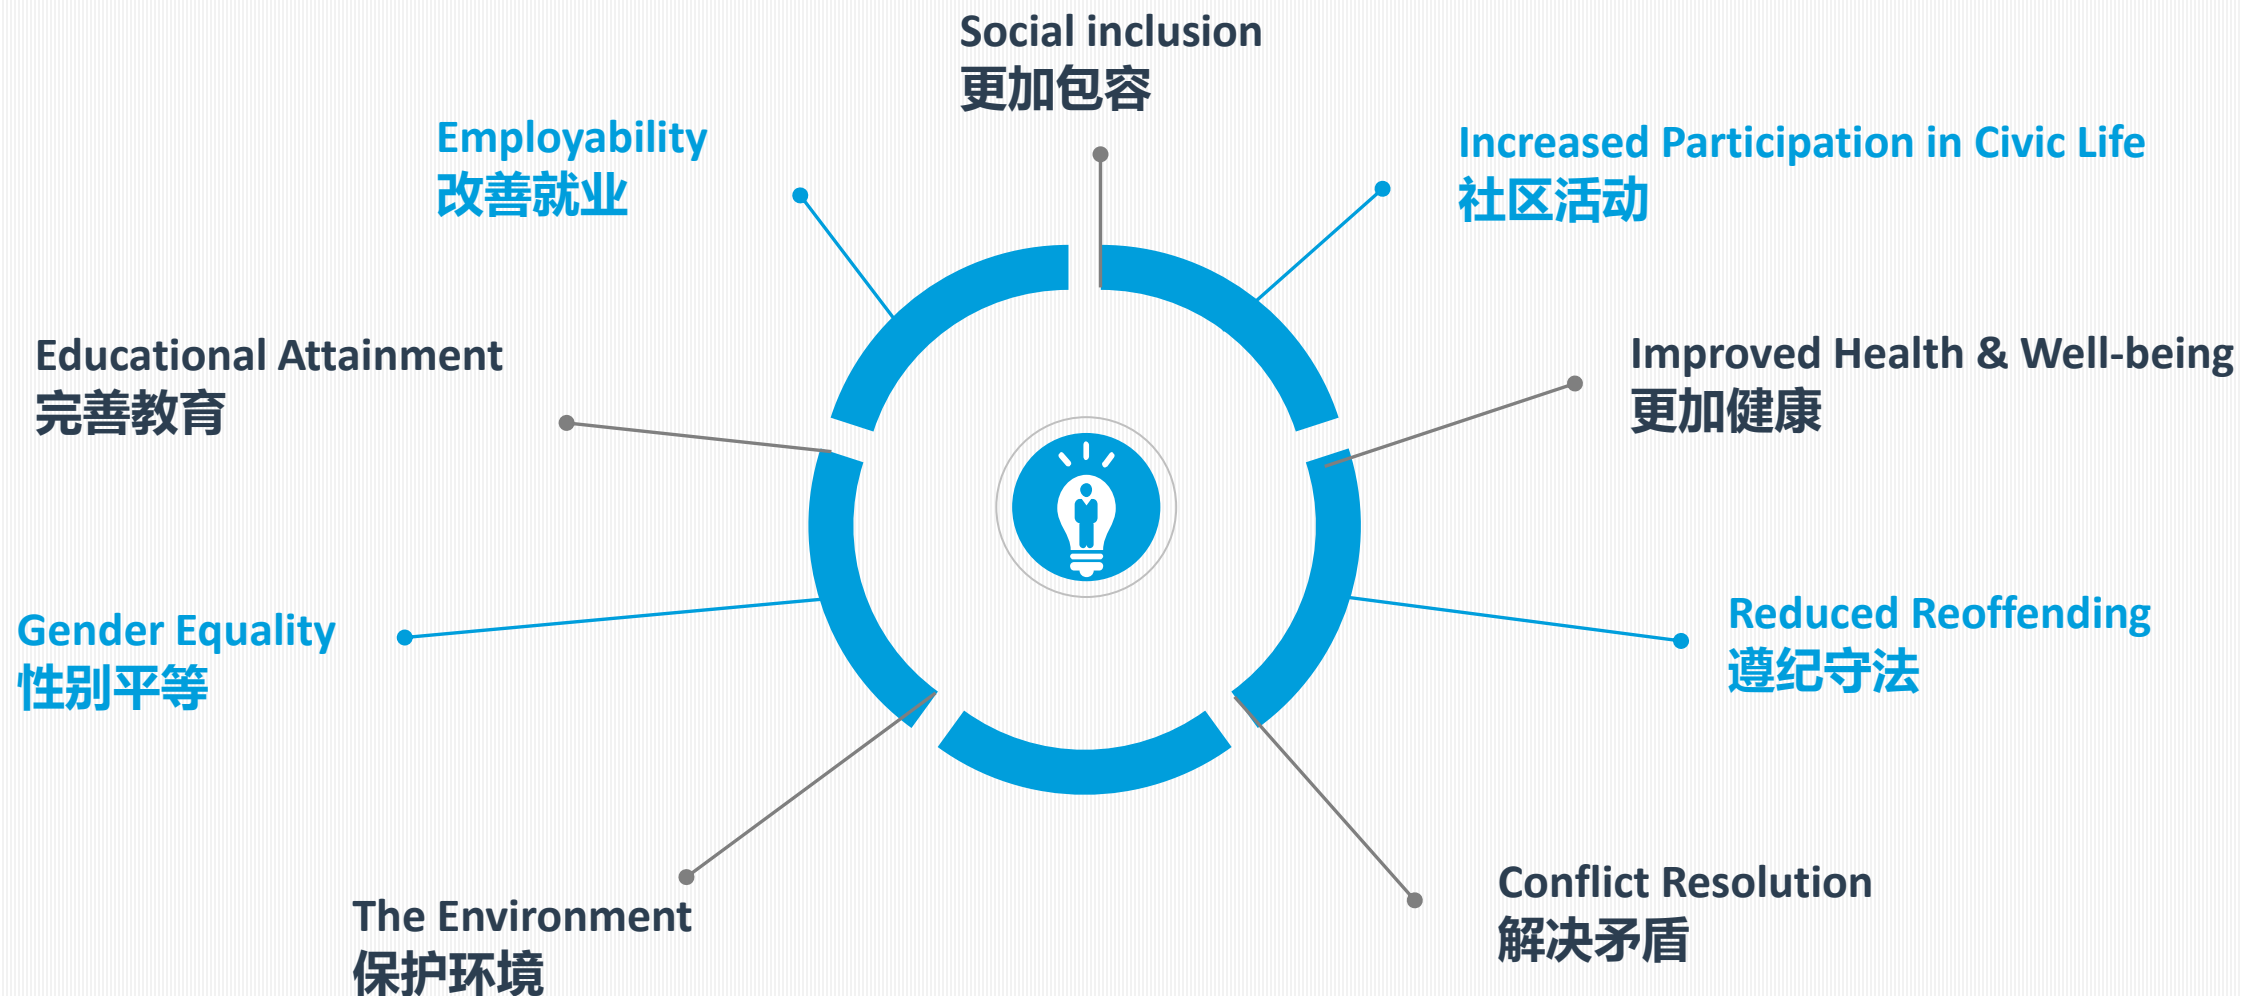 Social inclusion
更加包容
Employability
改善就业
Increased Participation in Civic Life
社区活动
Educational Attainment
完善教育
Improved Health & Well-being
更加健康
Gender Equality
性别平等
Reduced Reoffending
遵纪守法
The Environment
保护环境
Conflict Resolution
解决矛盾